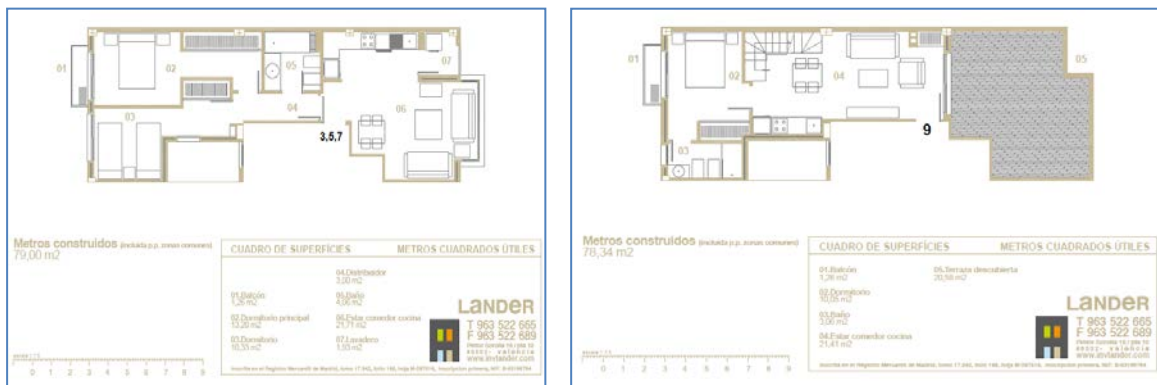 01
02
03
04
05
06
07
3,5,7
Metros construidos (incluida p.p. zonas comunes)
79,00 m2
CUADRO DE SUPERFÍCIES METROS CUADRADOS ÚTILES
04.Distribuidor
3,00 m2
01.Balcón
1,26 m2
05.Baño
4,06 m2
02.Dormitorio principal
13,20 m2
06.Estar comedor cocina
21,71 m2
03.Dormitorio
10,55 m2
07.Lavadero
1,55 m2
LANDER
T 963 522 665
F 963 522 689
www.invlander.com
0 1 2 3 4 5 6 7 8 9
01
02
03
04
05
9
Metros construidos (incluida p.p. zonas comunes)
78,34 m2
CUADRO DE SUPERFÍCIES METROS CUADRADOS ÚTILES
01.Balcón
1,26 m2
05.Terraza descubierta
02.Dormitorio
10,05 m2
03.Baño
3,06 m2
04.Estar comedor cocina
21,41 m2
LANDER
T 963 522 665
F 963 522 689
www.invlander.com
0 1 2 3 4 5 6 7 8 9